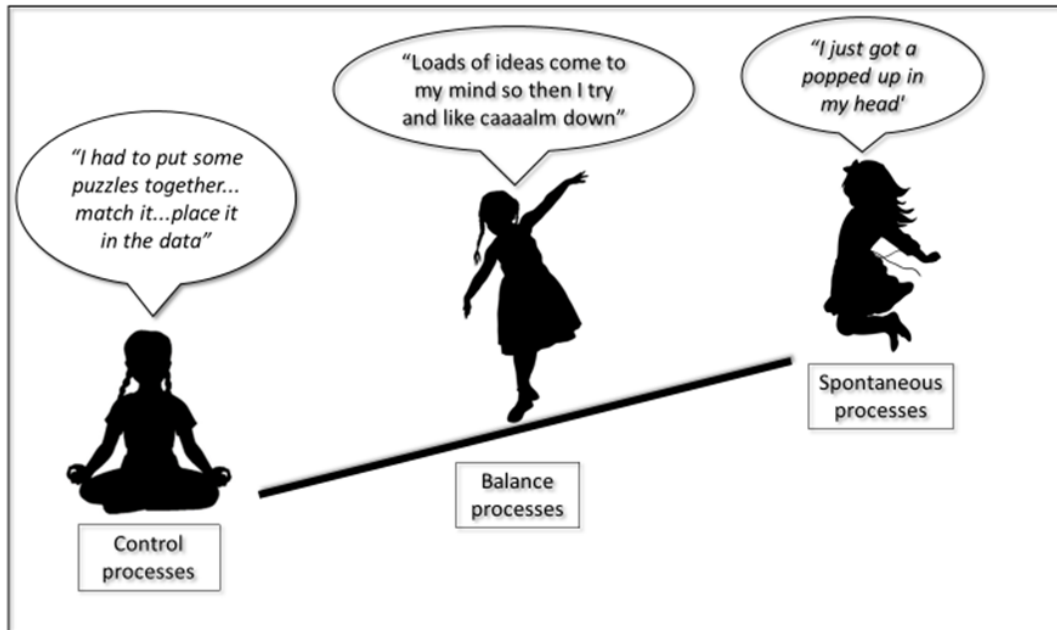 “I had to put some
puzzles together...
match it...place it
in the data”
Control
processes
“Loads of ideas come to
my mind so then I try
and like caaaalm down”
Balance
processes
“I just got a
popped up in
my head'
Spontaneous
processes